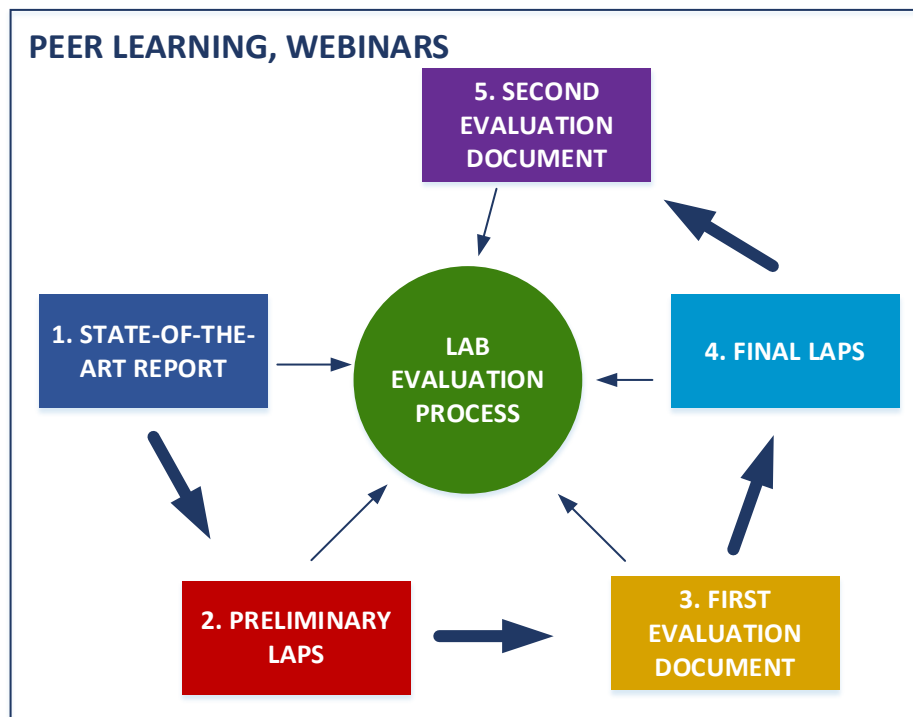 PEER LEARNING, WEBINARS
5. SECOND
EVALUATION
DOCUMENT
1. STATE-OF-THE-
ART REPORT
LAB
EVALUATION
PROCESS
4. FINAL LAPS
2. PRELIMINARY
LAPS
3. FIRST
EVALUATION
DOCUMENT